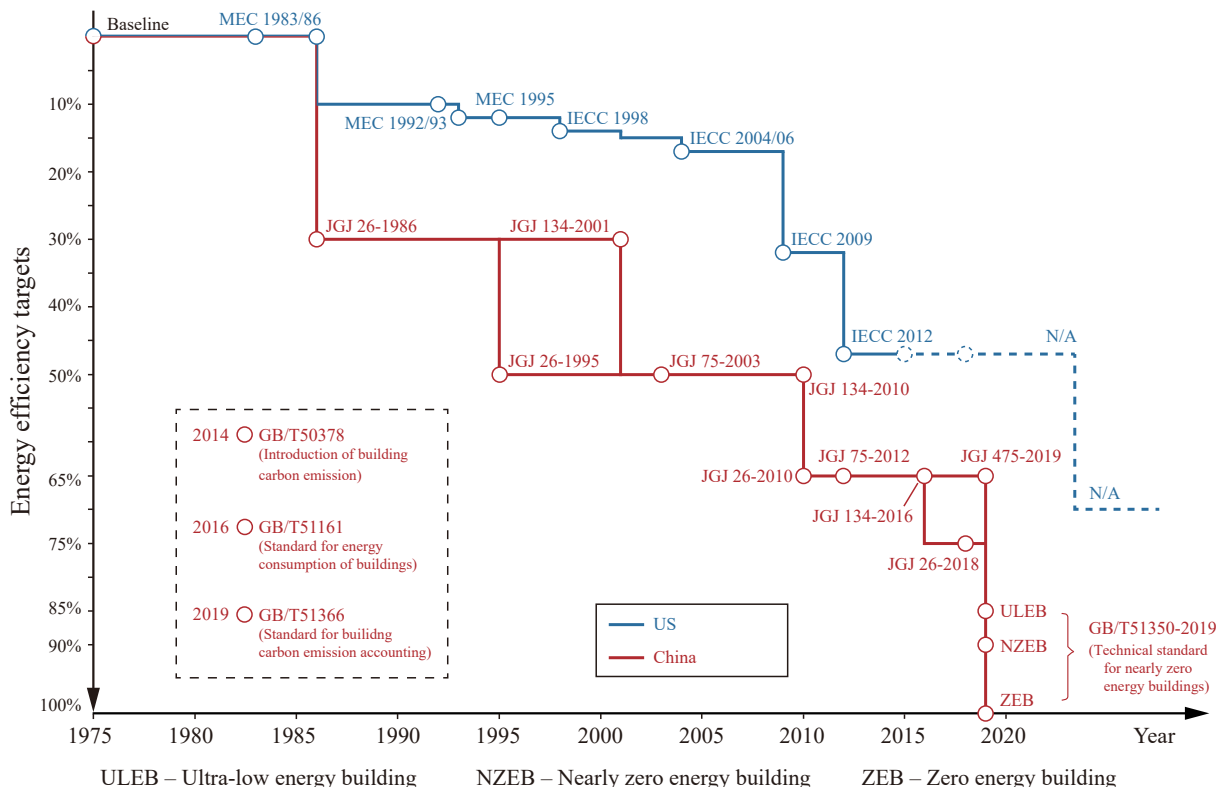 Baseline
MEC 1983/86
10%
MEC 1992/93
MEC 1995
IECC 1998
IECC 2004/06
20%
JGJ 26-1986
JGJ 134-2001
30%
IECC 2009
40%
IECC 2012
N/A
50%
JGJ 26-1995
JGJ 75-2003
JGJ 134-2010
Energy efficiency targets
2014 GB/T50378
(Introduction of building
carbon emission)
2016 GB/T51161
(Standard for energy
consumption of buildings)
2019 GB/T51366
(Standard for builidng
carbon emission accounting)
65%
JGJ 26-2010
JGJ 75-2012
JGJ 475-2019
JGJ 134-2016
N/A
75%
JGJ 26-2018
85%
ULEB
90%
NZEB
ZEB
GB/T51350-2019
(Technical standard
for nearly zero
energy buildings)
US
China
100%
1975 1980 1985 1990 1995 2000 2005 2010 2015 2020 Year
ULEB – Ultra-low energy building NZEB – Nearly zero energy building ZEB – Zero energy building